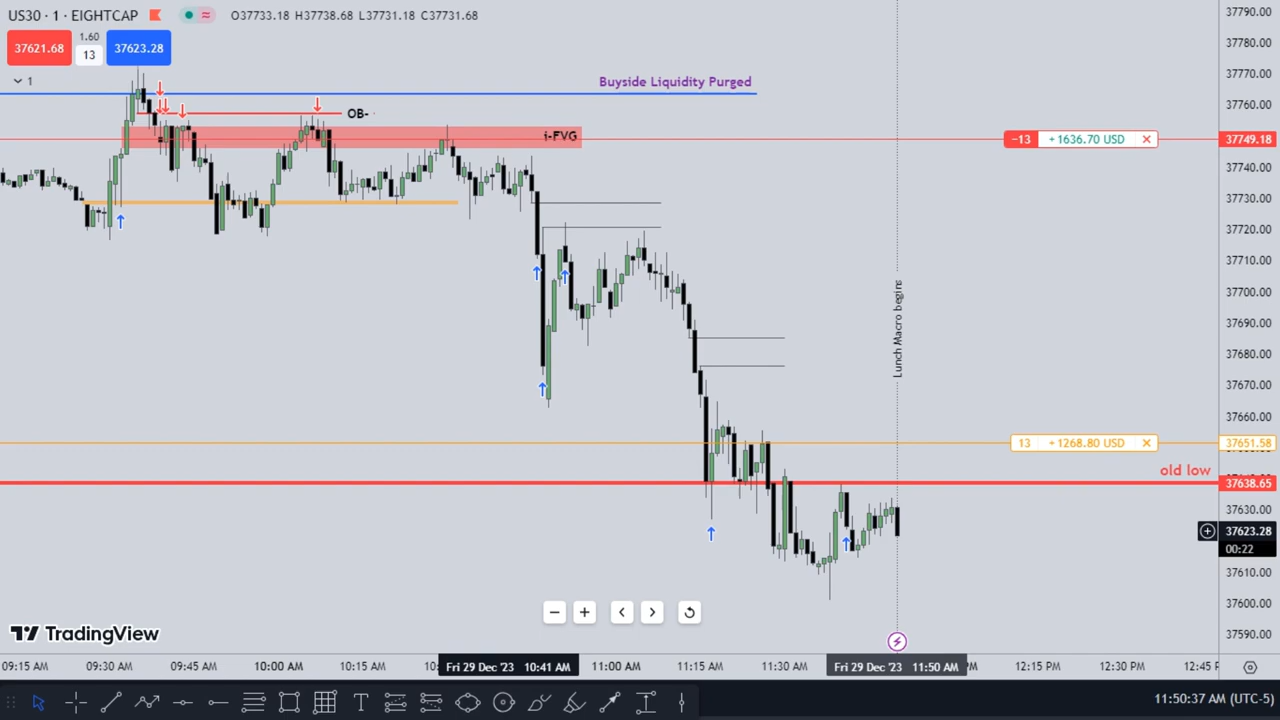 US30 · 1 · EIGHTCAP O37733.18 H37738.68 L37731.18 C37731.68
37621.68 1.60 13 37623.28
1
Buyside Liquidity Purged
OB-
i-FVG
-13 +1636.70 USD
Lunch Macro begins
13 +1268.80 USD
old low
37790.00
37780.00
37770.00
37760.00
37749.18
37740.00
37730.00
37720.00
37710.00
37700.00
37690.00
37680.00
37670.00
37660.00
37651.58
37638.65
37630.00
37623.28
00:22
37610.00
37600.00
37590.00
TradingView
09:15 AM 09:30 AM 09:45 AM 10:00 AM 10:15 AM Fri 29 Dec '23 10:41 AM 11:00 AM 11:15 AM 11:30 AM Fri 29 Dec '23 11:50 AM 12:15 PM 12:30 PM 12:45
11:50:37 AM (UTC-5)